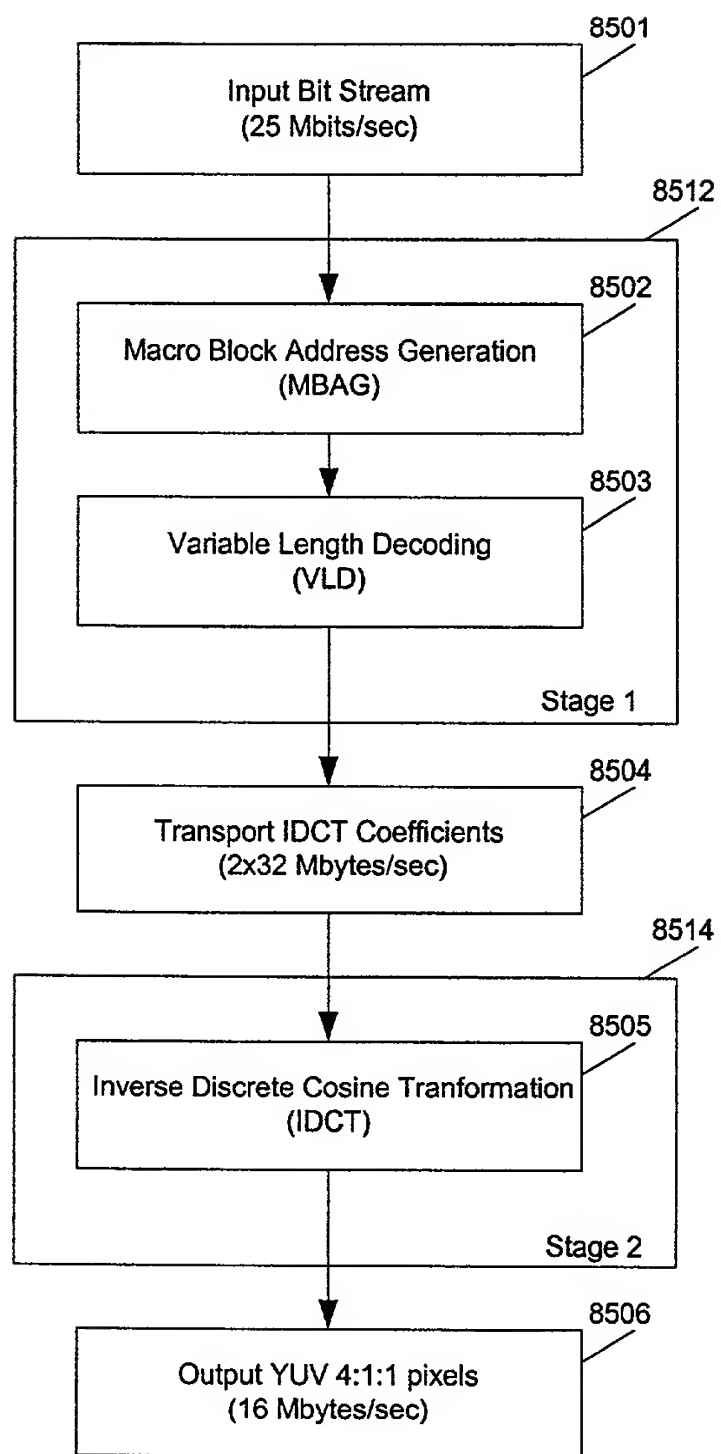 8501
Input Bit Stream
(25 Mbits/sec)
8512
8502
Macro Block Address Generation
(MBAG)
8503
Variable Length Decoding
(VLD)
Stage 1
8504
Transport IDCT Coefficients
(2x32 Mbytes/sec)
8514
8505
Inverse Discrete Cosine Tranformation
(IDCT)
Stage 2
8506
Output YUV 4:1:1 pixels
(16 Mbytes/sec)